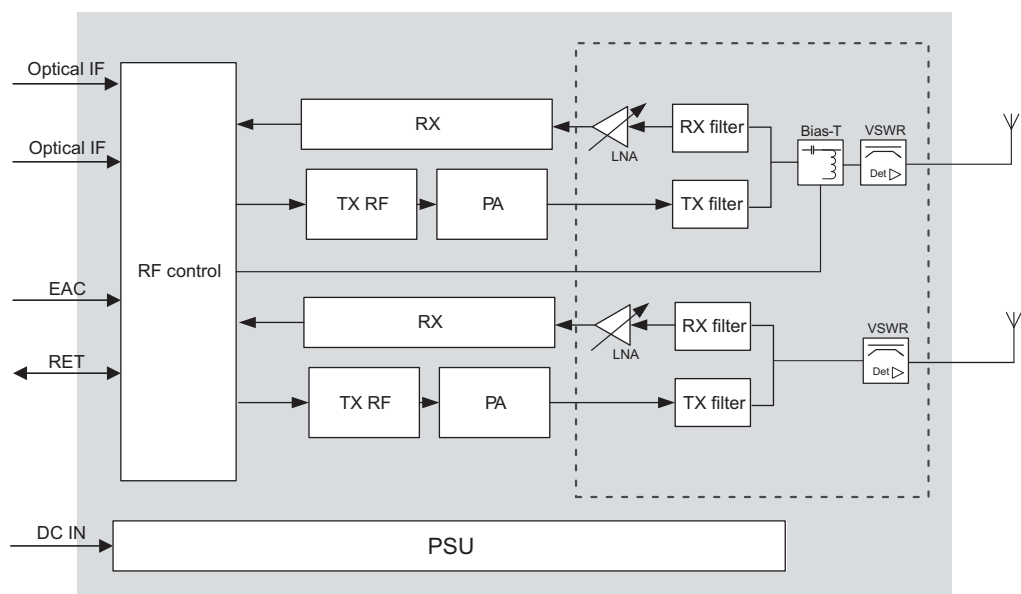 Optical IF
Optical IF
EAC
RET
DC IN
RF control
RX
LNA
RX filter
Bias-T
VSWR
Det
TX RF
PA
TX filter
RX
LNA
RX filter
VSWR
Det
TX RF
PA
TX filter
PSU